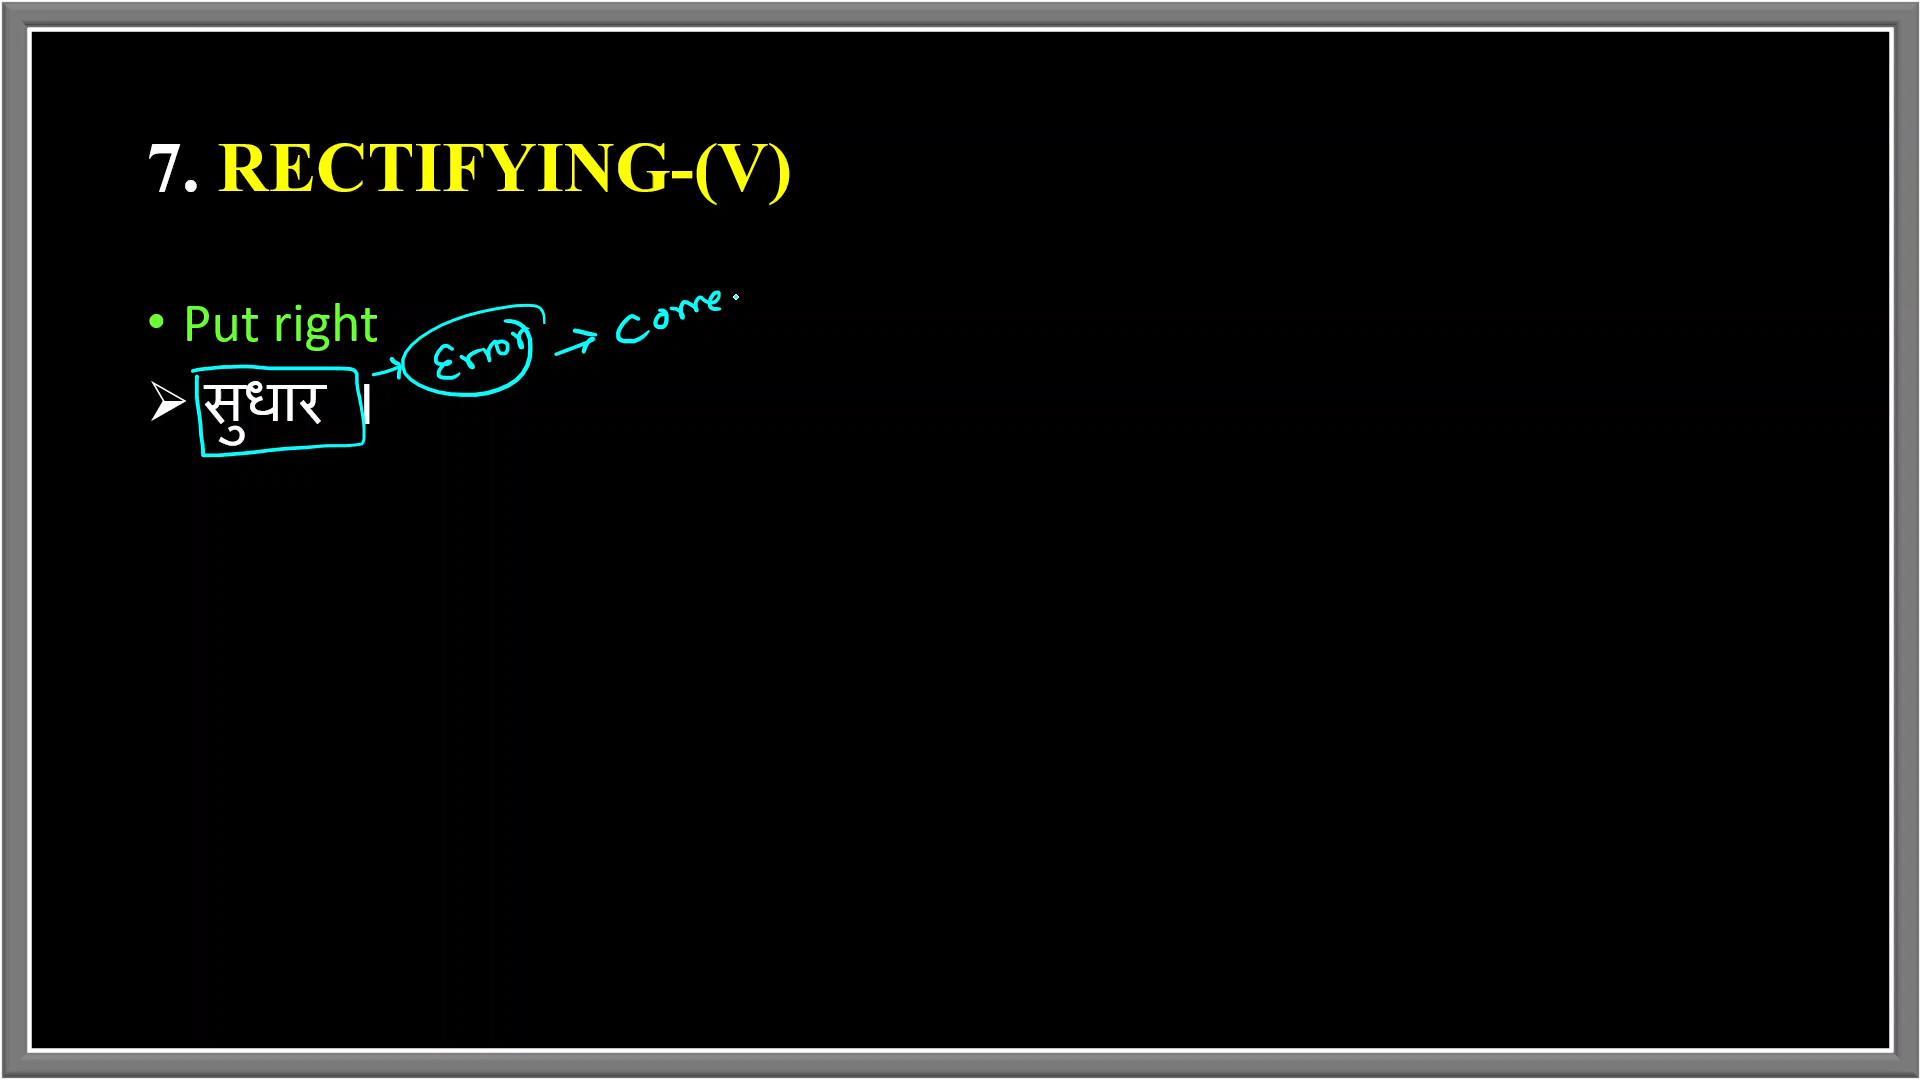 7. RECTIFYING-(V)
• Put right
Error → Corre
➢ सुधार ।